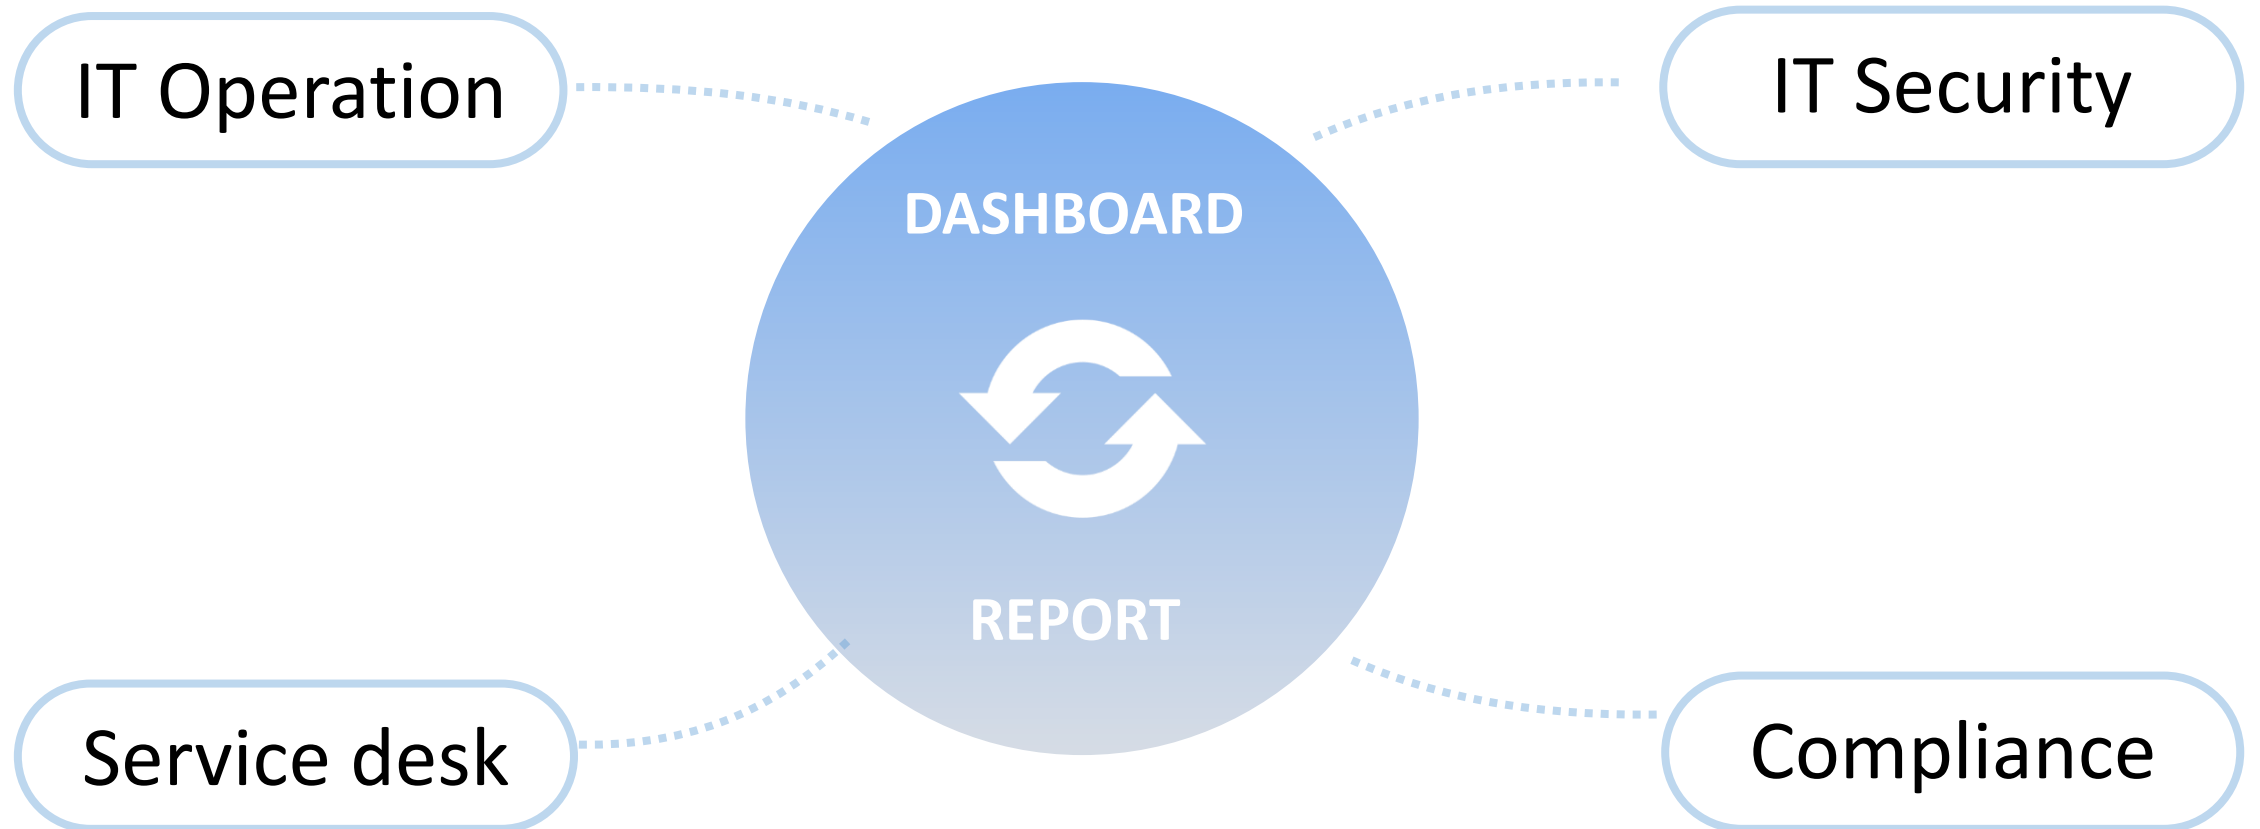 IT Operation
IT Security
DASHBOARD
REPORT
Service desk
Compliance